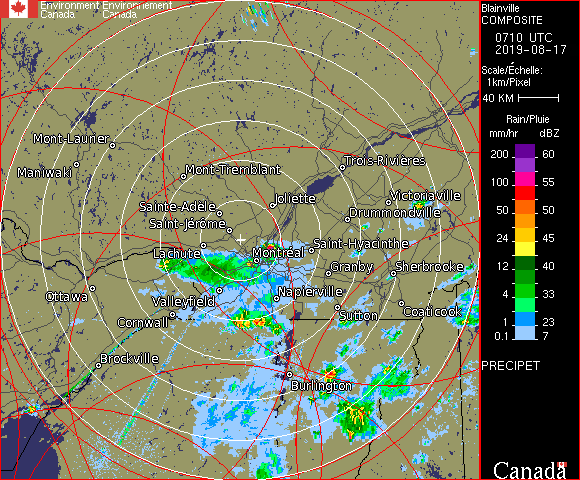 Environment Environnement
Canada Canada
Blainville
COMPOSITE
0710 UTC
2019-08-17
Scale/Échelle:
1km/Pixel
40 KM
Rain/Pluie
mm/hr dBZ
200 60
100 55
50 50
24 45
12 40
4 33
1 23
0.1 7
PRECIPET
Canada
Mont-Laurier
Maniwaki
Mont-Tremblant
Trois-Rivières
Joliette
Victoriaville
Sainte-Adele
Drummondville
Saint-Jérôme
Saint-Hyacinthe
Lachute
Montréal
Granby
Sherbrooke
Ottawa
Valleyfield
Napierville
Coaticook
Cornwall
Sutton
Brockville
Burlington